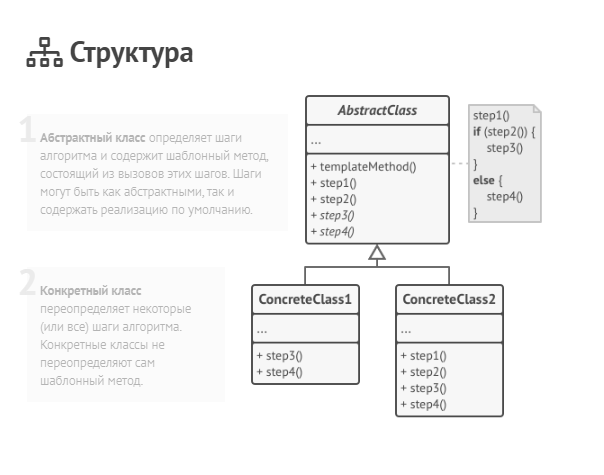 Структура
1
Абстрактный класс определяет шаги
алгоритма и содержит шаблонный метод,
состоящий из вызовов этих шагов. Шаги
могут быть как абстрактными, так и
содержать реализацию по умолчанию.
AbstractClass
...
+ templateMethod()
+ step1()
+ step2()
+ step3()
+ step4()
step1()
if (step2()) {
step3()
}
else {
step4()
}
2
Конкретный класс
переопределяет некоторые
(или все) шаги алгоритма.
Конкретные классы не
переопределяют сам
шаблонный метод.
ConcreteClass1
...
+ step3()
+ step4()
ConcreteClass2
...
+ step1()
+ step2()
+ step3()
+ step4()